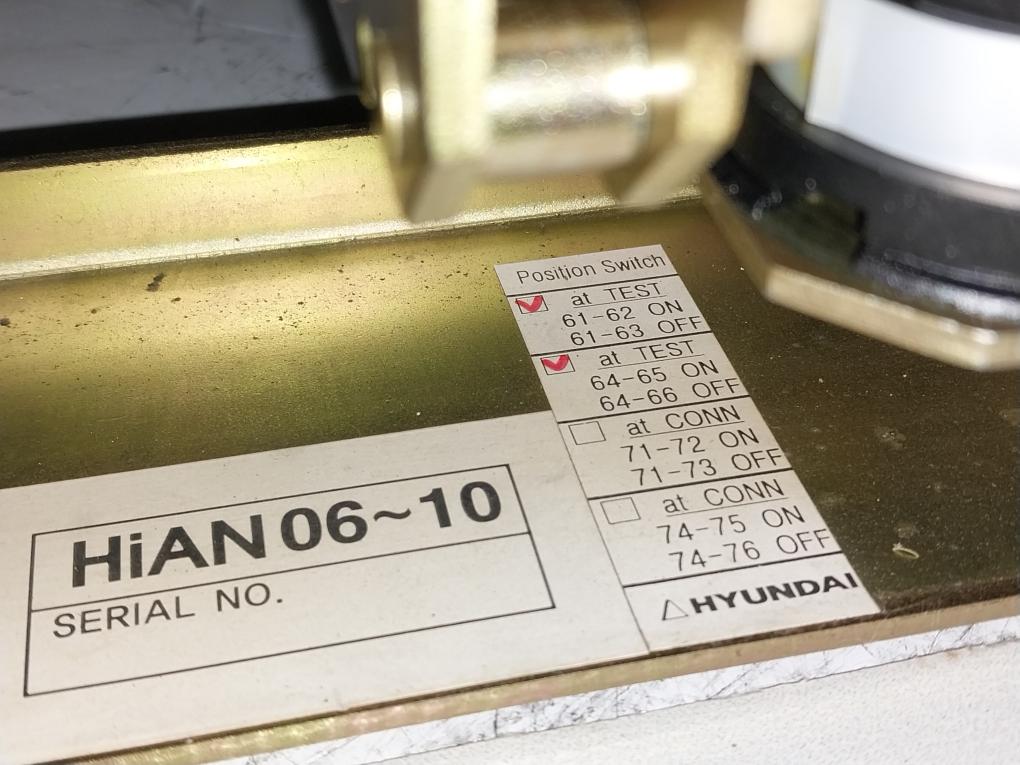 Position Switch
at TEST
61-62 ON
61-63 OFF
at TEST
64-65 ON
64-66 OFF
at CONN
71-72 ON
71-73 OFF
at CONN
74-75 ON
74-76 OFF
HYUNDAI
HiAN 06~10
SERIAL NO.